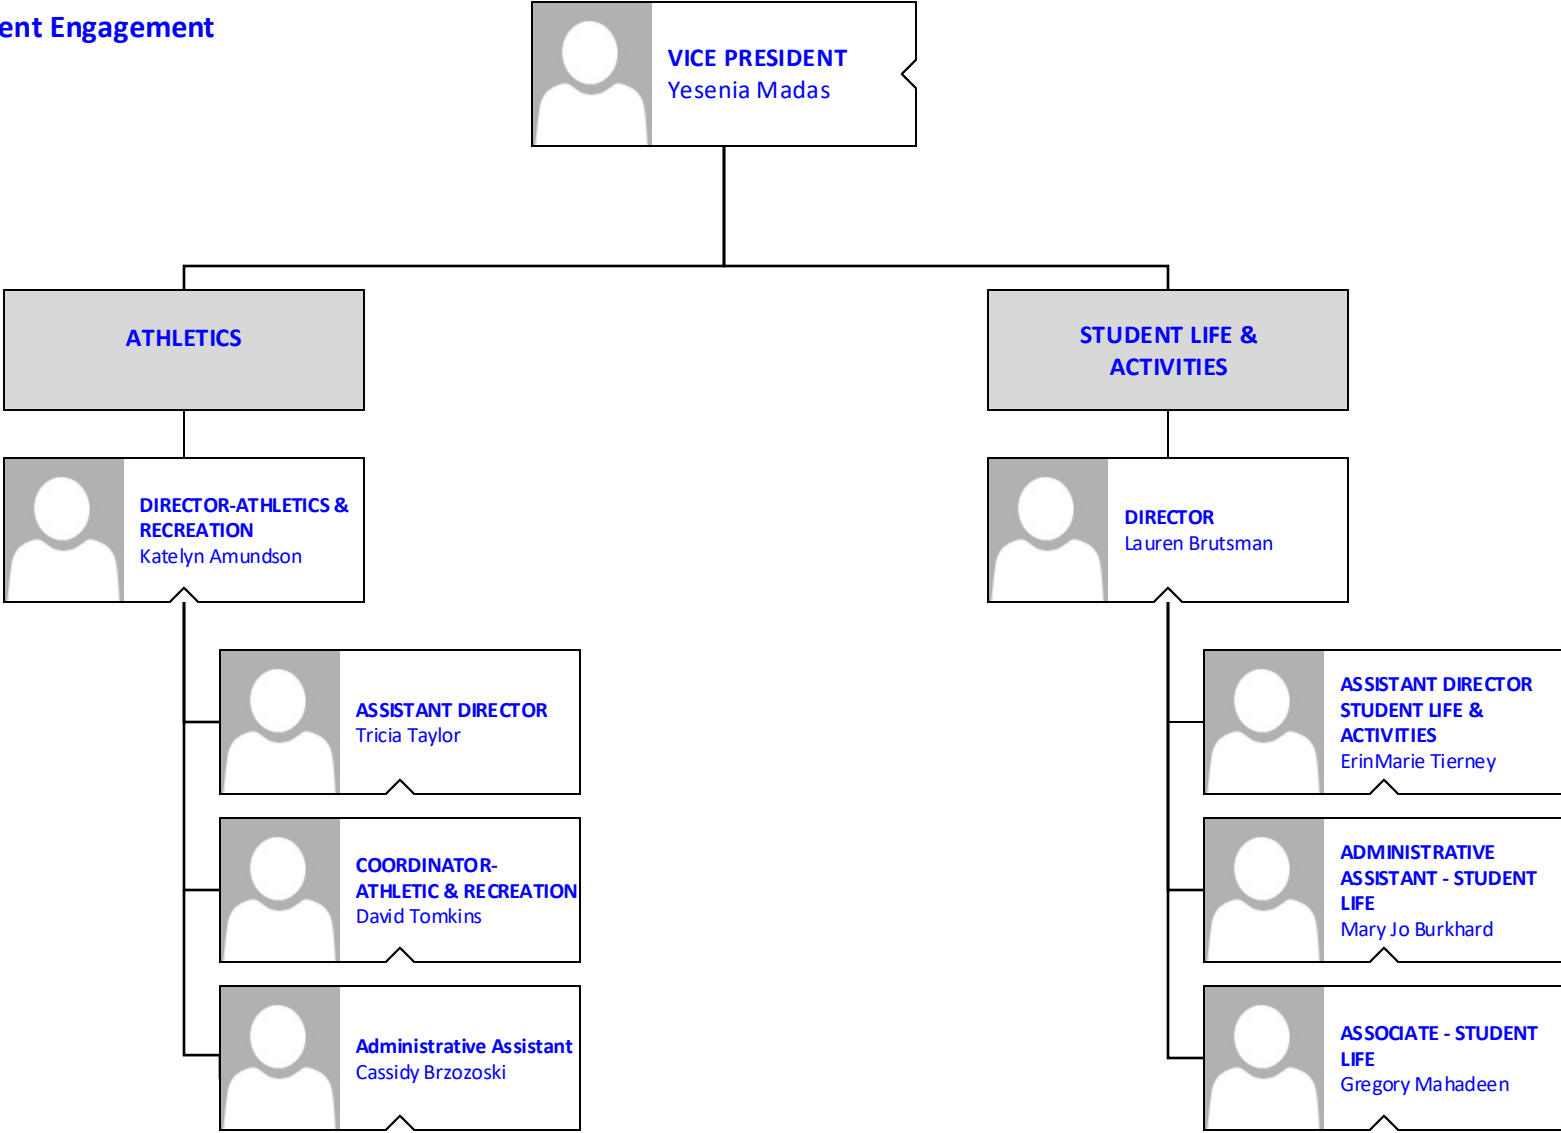 ent Engagement
VICE PRESIDENT
Yesenia Madas
ATHLETICS
STUDENT LIFE &
ACTIVITIES
DIRECTOR-ATHLETICS &
RECREATION
Katelyn Amundson
DIRECTOR
Lauren Brutsman
ASSISTANT DIRECTOR
Tricia Taylor
COORDINATOR-
ATHLETIC & RECREATION
David Tomkins
Administrative Assistant
Cassidy Brzozoski
ASSISTANT DIRECTOR
STUDENT LIFE &
ACTIVITIES
ErinMarie Tierney
ADMINISTRATIVE
ASSISTANT - STUDENT
LIFE
Mary Jo Burkhard
ASSOCIATE - STUDENT
LIFE
Gregory Mahadeen